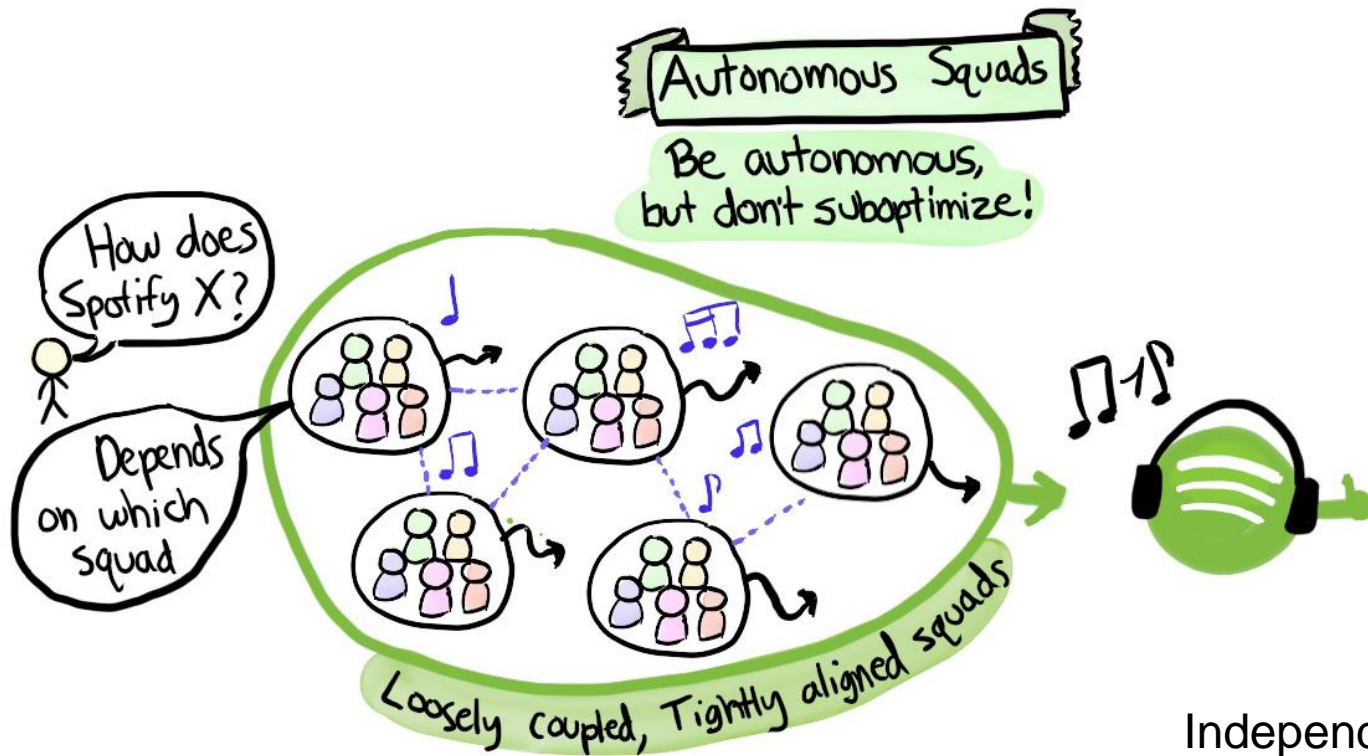 Autonomous Squads
Be autonomous,
but don't suboptimize!
How does
Spotify X?
Depends
on which
squad
Loosely coupled, Tightly aligned squads